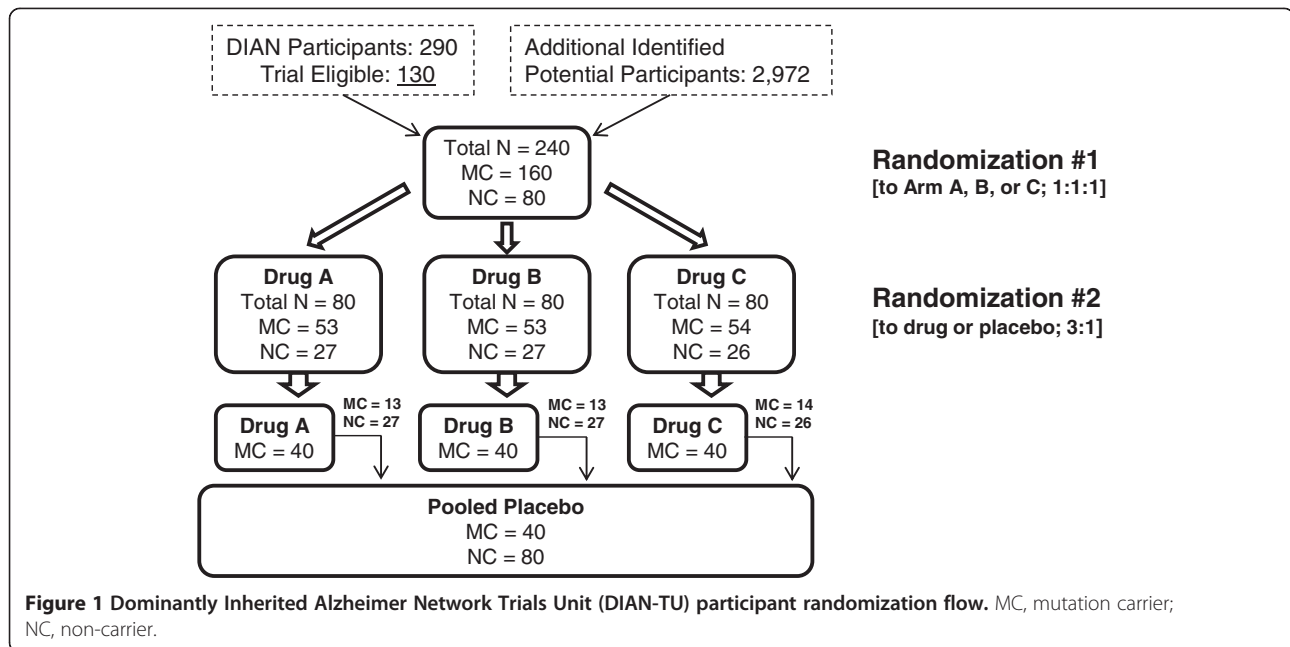 DIAN Participants: 290
Trial Eligible: 130
Additional Identified
Potential Participants: 2,972
Total N = 240
MC = 160
NC = 80
Randomization #1
[to Arm A, B, or C; 1:1:1]
Drug A
Total N = 80
MC = 53
NC = 27
Drug B
Total N = 80
MC = 53
NC = 27
Drug C
Total N = 80
MC = 54
NC = 26
Randomization #2
[to drug or placebo; 3:1]
Drug A
MC = 40
MC = 13
NC = 27
Drug B
MC = 40
MC = 13
NC = 27
Drug C
MC = 40
MC = 14
NC = 26
Pooled Placebo
MC = 40
NC = 80
Figure 1 Dominantly Inherited Alzheimer Network Trials Unit (DIAN-TU) participant randomization flow. MC, mutation carrier;
NC, non-carrier.